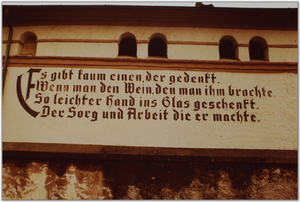 Es gibt kaum einen, der gedenkt.
Wenn man den Wein, den man ihm brachte.
So leichter Hand ins Glas geschenkt.
Der Sorg und Arbeit die er machte.